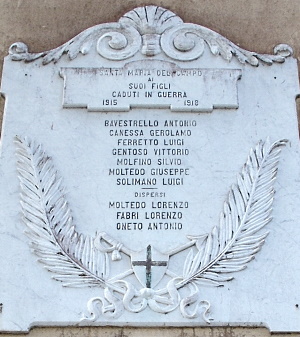 SANTA MARIA DEL CAMPO
AI
SUOI FIGLI
CADUTI IN GUERRA
1915 1918
BAVESTRELLO ANTONIO
CANESSA GEROLAMO
FERRETTO LUIGI
GENTOSO VITTORIO
MOLFINO SILVIO
MOLTEDO GIUSEPPE
SOLIMANO LUIGI
DISPERSI
MOLTEDO LORENZO
FABRI LORENZO
ONETO ANTONIO